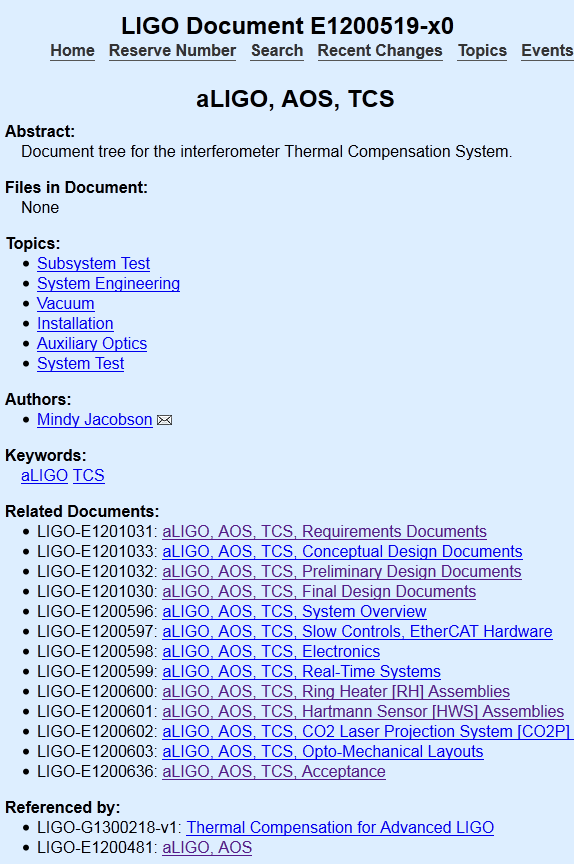 LIGO Document E1200519-x0
Home Reserve Number Search Recent Changes Topics Events
aLIGO, AOS, TCS
Abstract:
Document tree for the interferometer Thermal Compensation System.
Files in Document:
None
Topics:
Subsystem Test
System Engineering
Vacuum
Installation
Auxiliary Optics
System Test
Authors:
Mindy Jacobson
Keywords:
aLIGO TCS
Related Documents:
LIGO-E1201031: aLIGO, AOS, TCS, Requirements Documents
LIGO-E1201033: aLIGO, AOS, TCS, Conceptual Design Documents
LIGO-E1201032: aLIGO, AOS, TCS, Preliminary Design Documents
LIGO-E1201030: aLIGO, AOS, TCS, Final Design Documents
LIGO-E1200596: aLIGO, AOS, TCS, System Overview
LIGO-E1200597: aLIGO, AOS, TCS, Slow Controls, EtherCAT Hardware
LIGO-E1200598: aLIGO, AOS, TCS, Electronics
LIGO-E1200599: aLIGO, AOS, TCS, Real-Time Systems
LIGO-E1200600: aLIGO, AOS, TCS, Ring Heater [RH] Assemblies
LIGO-E1200601: aLIGO, AOS, TCS, Hartmann Sensor [HWS] Assemblies
LIGO-E1200602: aLIGO, AOS, TCS, CO2 Laser Projection System [CO2P]
LIGO-E1200603: aLIGO, AOS, TCS, Opto-Mechanical Layouts
LIGO-E1200636: aLIGO, AOS, TCS, Acceptance
Referenced by:
LIGO-G1300218-v1: Thermal Compensation for Advanced LIGO
LIGO-E1200481: aLIGO, AOS